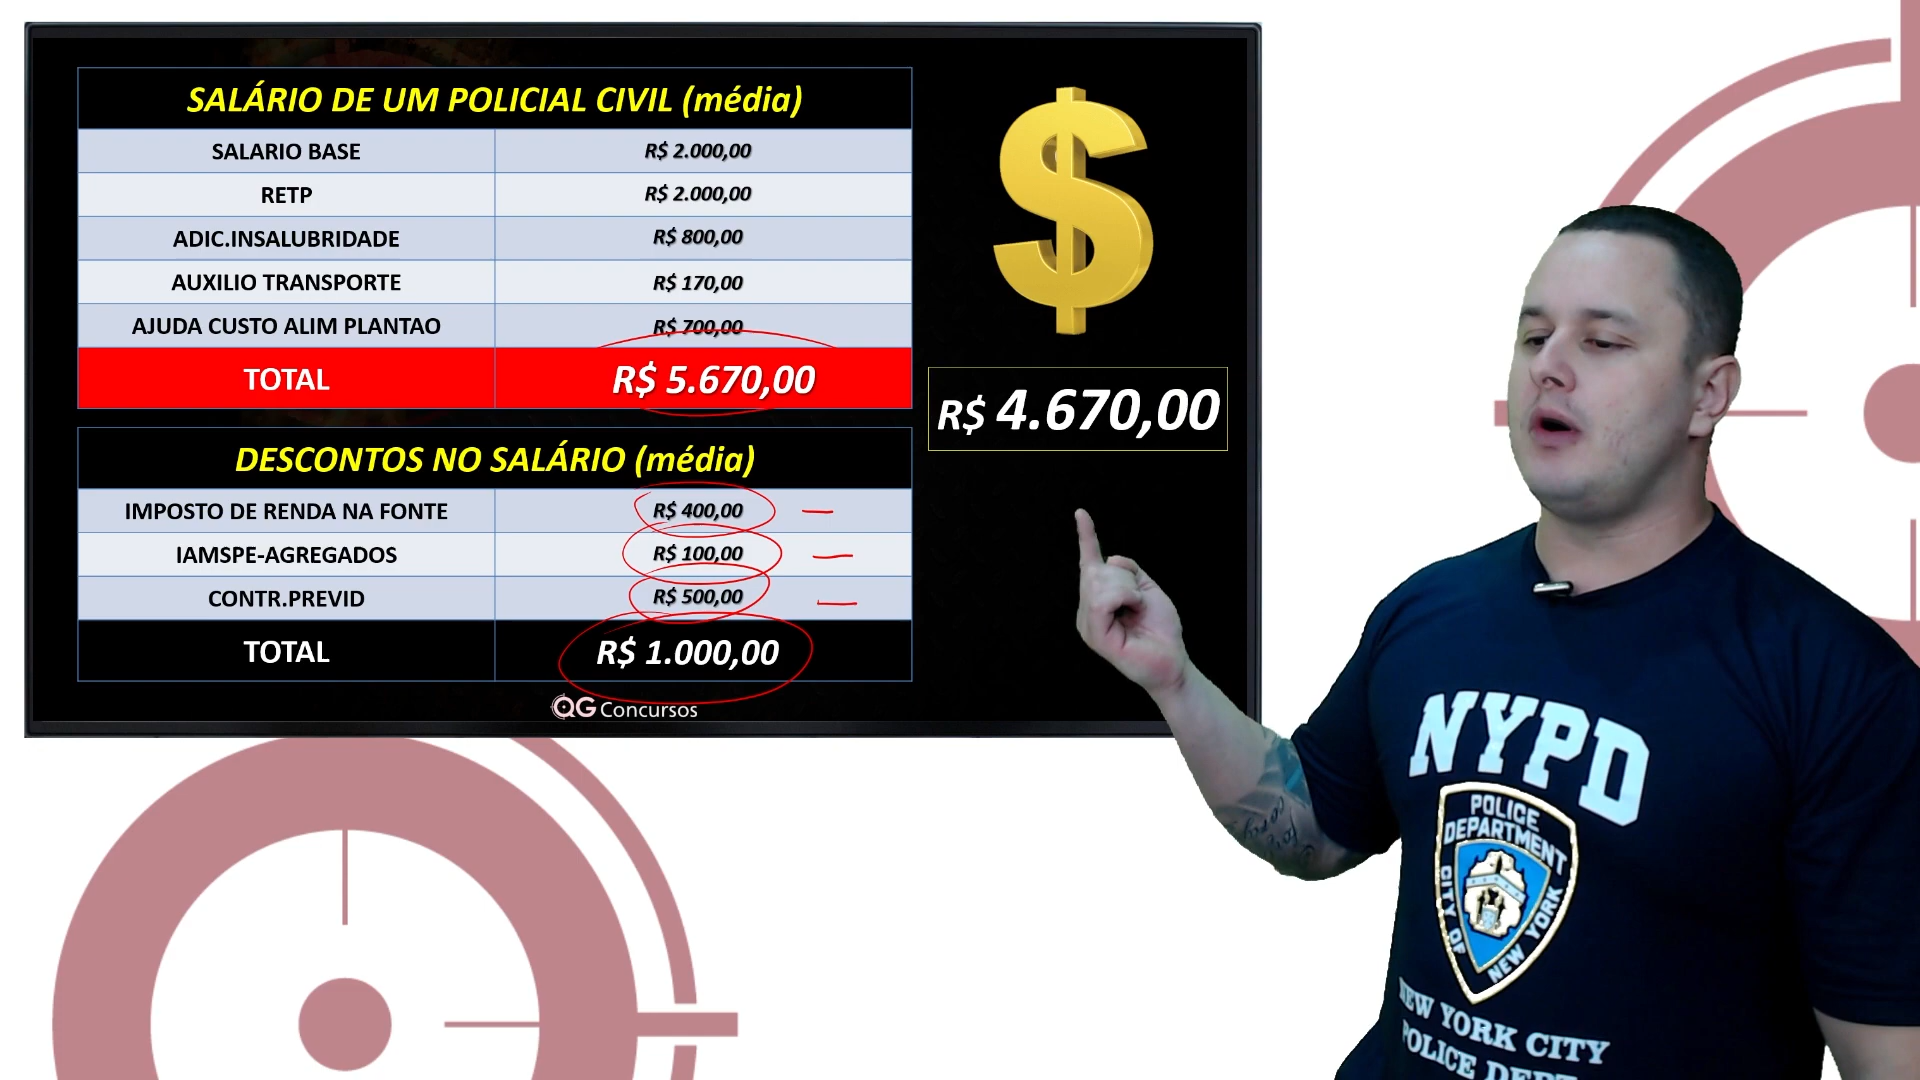 SALÁRIO DE UM POLICIAL CIVIL (média)
SALARIO BASE R$ 2.000,00
RETP R$ 2.000,00
ADIC.INSALUBRIDADE R$ 800,00
AUXILIO TRANSPORTE R$ 170,00
AJUDA CUSTO ALIM PLANTAO R$ 700,00
TOTAL R$ 5.670,00
$
R$ 4.670,00
DESCONTOS NO SALÁRIO (média)
IMPOSTO DE RENDA NA FONTE R$ 400,00
IAMSPE-AGREGADOS R$ 100,00
CONTR.PREVID R$ 500,00
TOTAL R$ 1.000,00
QG Concursos
NYPD
POLICE
DEPARTMENT
CITY OF
NEW YORK
NEW YORK CITY
POLICE DEPT